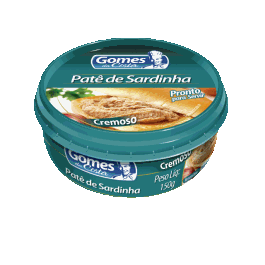 Gomes
da Costa
Patê de Sardinha
Pronto
para Servir
Cremoso
Gomes
da Costa
Patê de Sardinha
Cremoso
Peso Líq.
150g